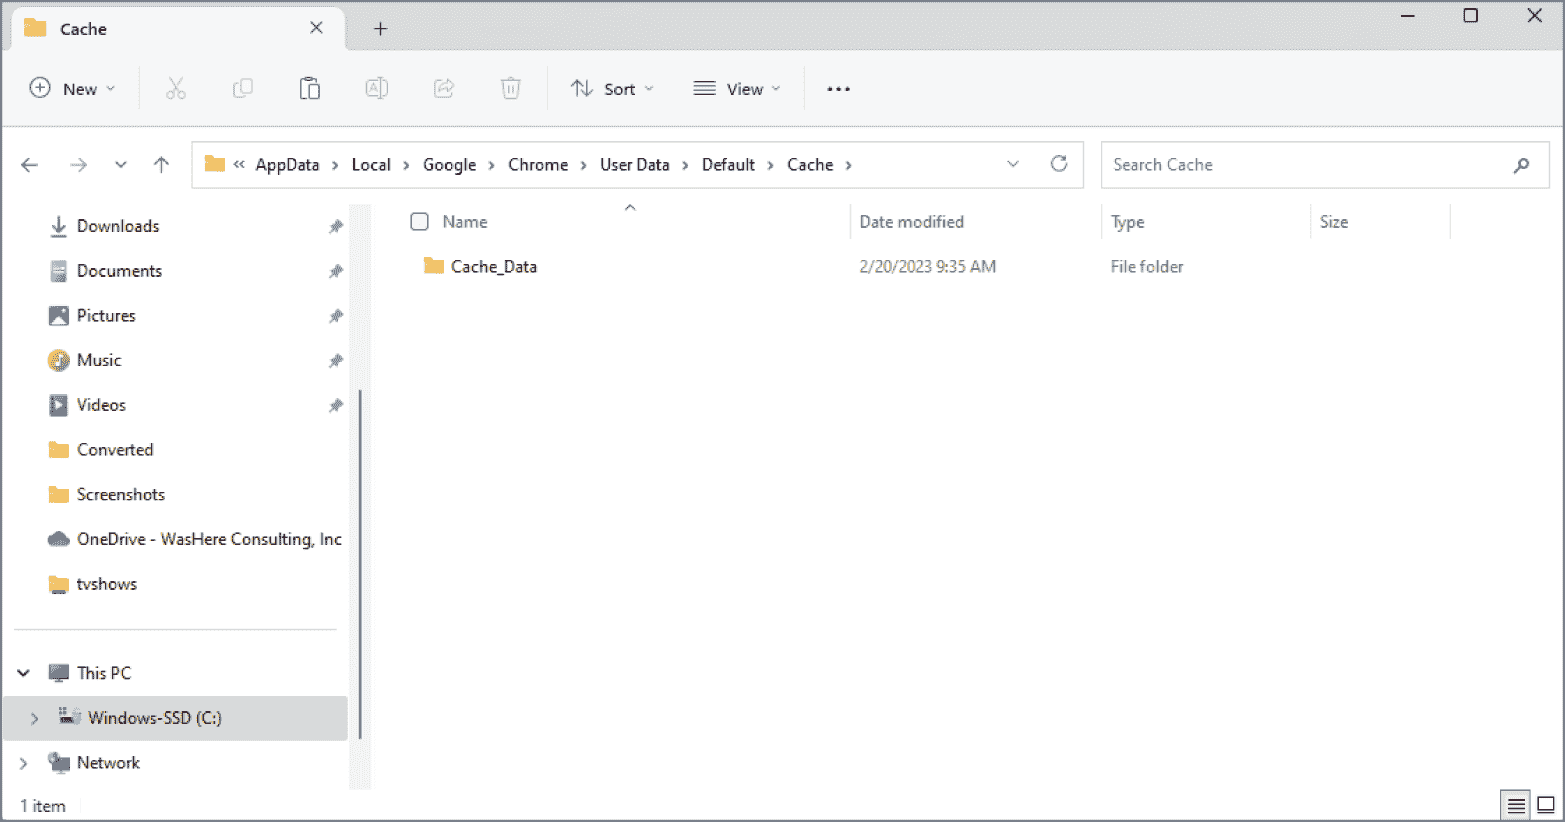 Cache
New Sort View
« AppData > Local > Google > Chrome > User Data > Default > Cache >
Search Cache
Downloads
Documents
Pictures
Music
Videos
Converted
Screenshots
OneDrive - WasHere Consulting, Inc
tvshows
This PC
Windows-SSD (C:)
Network
Name Date modified Type Size
Cache_Data 2/20/2023 9:35 AM File folder
1 item